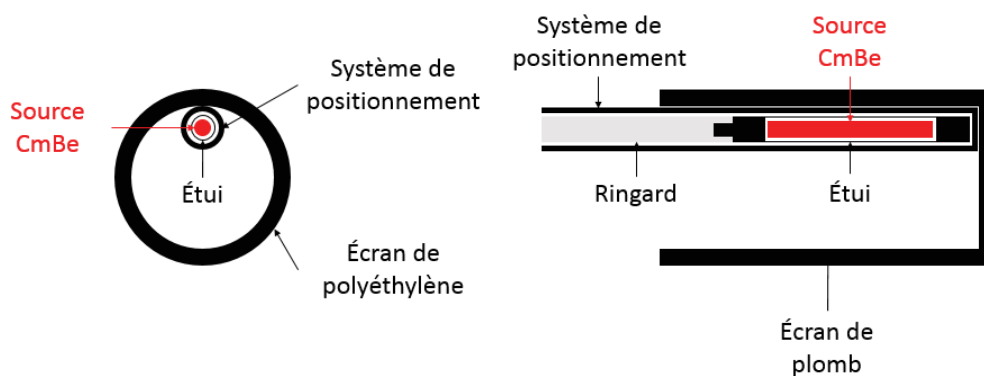 Système de
positionnement
Source
CmBe
Étui
Écran de
polyéthylène
Système de
positionnement
Source
CmBe
Ringard
Étui
Écran de
plomb